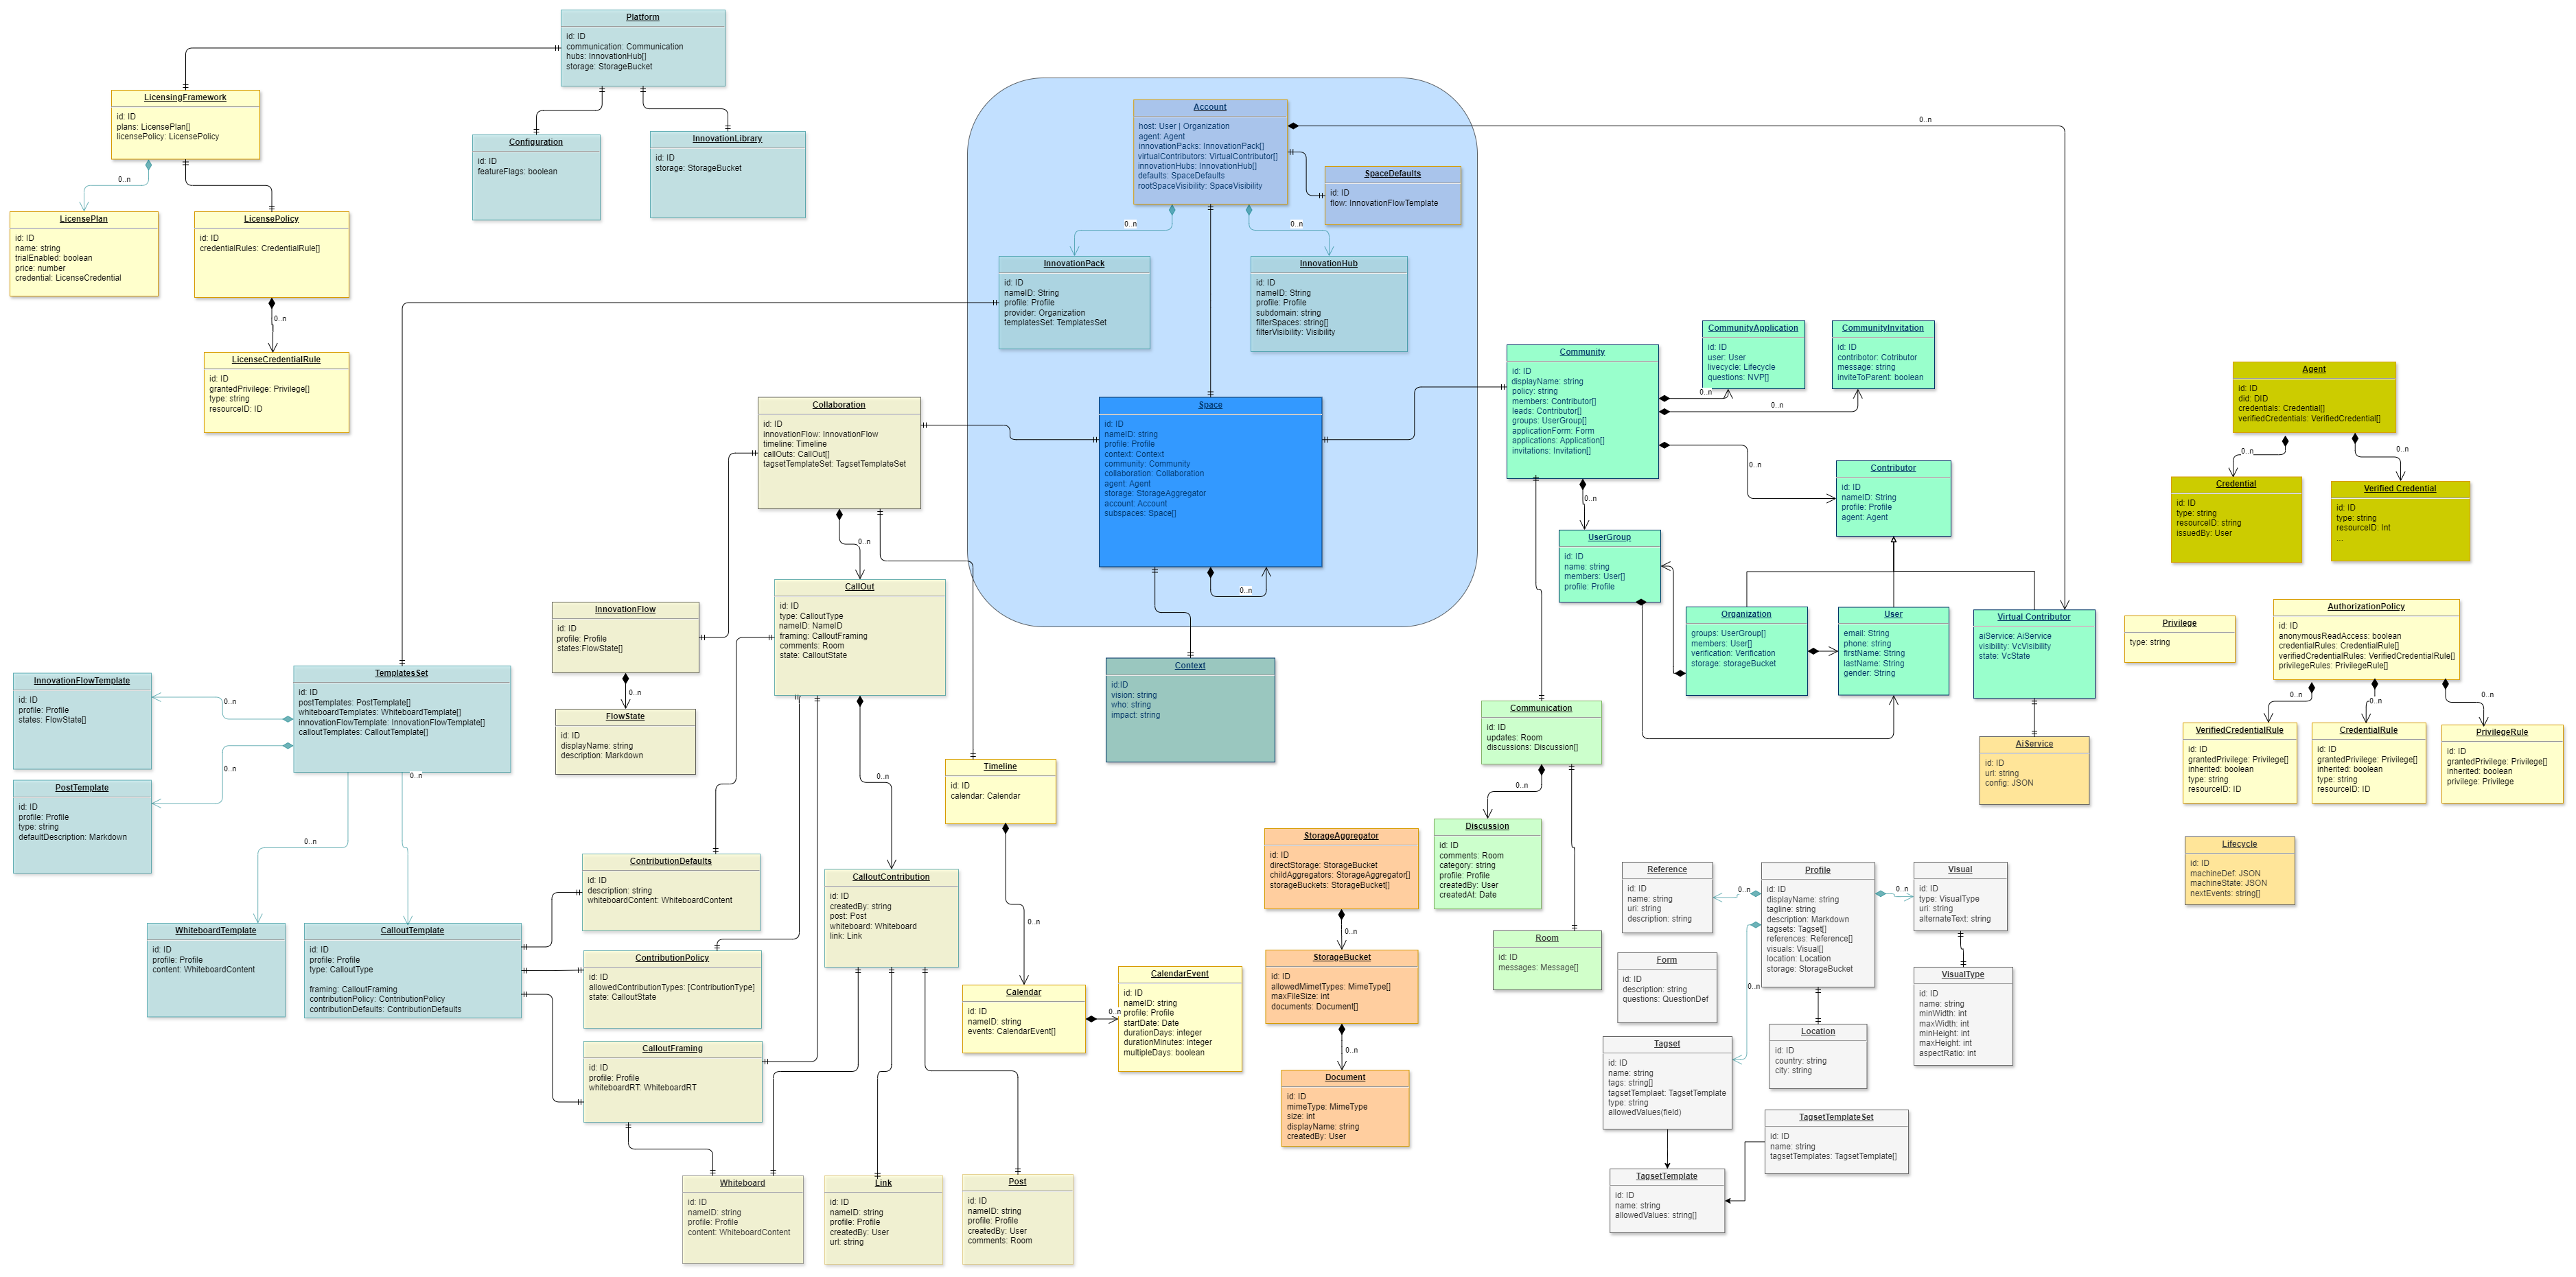 Platform
id: ID
communication: Communication
hubs: InnovationHub[]
storage: StorageBucket
LicensingFramework
id: ID
plans: LicensePlan[]
licensePolicy: LicensePolicy
0..n
LicensePlan
id: ID
name: string
trialEnabled: boolean
price: number
credential: LicenseCredential
LicensePolicy
id: ID
credentialRules: CredentialRule[]
0..n
LicenseCredentialRule
id: ID
grantedPrivilege: Privilege[]
type: string
resourceID: ID
Configuration
id: ID
featureFlags: boolean
InnovationLibrary
id: ID
storage: StorageBucket
Account
host: User | Organization
agent: Agent
innovationPacks: InnovationPack[]
virtualContributors: VirtualContributor[]
innovationHubs: InnovationHub[]
defaults: SpaceDefaults
rootSpaceVisibility: SpaceVisibility
0..n
SpaceDefaults
id: ID
flow: InnovationFlowTemplate
0..n
0..n
InnovationPack
id: ID
nameID: String
profile: Profile
provider: Organization
templatesSet: TemplatesSet
InnovationHub
id: ID
nameID: String
profile: Profile
subdomain: string
filterSpaces: string[]
filterVisibility: Visibility
Space
id: ID
nameID: string
profile: Profile
context: Context
community: Community
collaboration: Collaboration
agent: Agent
storage: StorageAggregator
account: Account
subspaces: Space[]
0..n
Context
id:ID
vision: string
who: string
impact: string
Collaboration
id: ID
innovationFlow: InnovationFlow
timeline: Timeline
callOuts: CallOut[]
tagsetTemplateSet: TagsetTemplateSet
0..n
CallOut
id: ID
type: CalloutType
nameID: NameID
framing: CalloutFraming
comments: Room
state: CalloutState
0..n
InnovationFlow
id: ID
profile: Profile
states:FlowState[]
0..n
FlowState
id: ID
displayName: string
description: Markdown
TemplatesSet
id: ID
postTemplates: PostTemplate[]
whiteboardTemplates: WhiteboardTemplate[]
innovationFlowTemplate: InnovationFlowTemplate[]
calloutTemplates: CalloutTemplate[]
0..n
0..n
0..n
0..n
InnovationFlowTemplate
id: ID
profile: Profile
states: FlowState[]
PostTemplate
id: ID
profile: Profile
type: string
defaultDescription: Markdown
WhiteboardTemplate
id: ID
profile: Profile
content: WhiteboardContent
CalloutTemplate
id: ID
profile: Profile
type: CalloutType
framing: CalloutFraming
contributionPolicy: ContributionPolicy
contributionDefaults: ContributionDefaults
ContributionDefaults
id: ID
description: string
whiteboardContent: WhiteboardContent
ContributionPolicy
id: ID
allowedContributionTypes: [ContributionType]
state: CalloutState
CalloutFraming
id: ID
profile: Profile
whiteboardRT: WhiteboardRT
CalloutContribution
id: ID
createdBy: string
post: Post
whiteboard: Whiteboard
link: Link
Whiteboard
id: ID
nameID: string
profile: Profile
content: WhiteboardContent
Link
id: ID
nameID: string
profile: Profile
createdBy: User
url: string
Post
id: ID
nameID: string
profile: Profile
createdBy: User
comments: Room
Timeline
id: ID
calendar: Calendar
0..n
Calendar
id: ID
nameID: string
events: CalendarEvent[]
0..n
CalendarEvent
id: ID
nameID: string
profile: Profile
startDate: Date
durationDays: integer
durationMinutes: integer
multipleDays: boolean
Community
id: ID
displayName: string
policy: string
members: Contributor[]
leads: Contributor[]
groups: UserGroup[]
applicationForm: Form
applications: Application[]
invitations: Invitation[]
0..n
0..n
0..n
0..n
CommunityApplication
id: ID
user: User
livecycle: Lifecycle
questions: NVP[]
CommunityInvitation
id: ID
contribotor: Cotributor
message: string
inviteToParent: boolean
Contributor
id: ID
nameID: String
profile: Profile
agent: Agent
UserGroup
id: ID
name: string
members: User[]
profile: Profile
Organization
groups: UserGroup[]
members: User[]
verification: Verification
storage: storageBucket
User
email: String
phone: string
firstName: String
lastName: String
gender: String
Virtual Contributor
aiService: AiService
visibility: VcVisibility
state: VcState
AiService
id: ID
url: string
config: JSON
Communication
id: ID
updates: Room
discussions: Discussion[]
0..n
Discussion
id: ID
comments: Room
category: string
profile: Profile
createdBy: User
createdAt: Date
Room
id: ID
messages: Message[]
StorageAggregator
id: ID
directStorage: StorageBucket
childAggregators: StorageAggregator[]
storageBuckets: StorageBucket[]
0..n
StorageBucket
id: ID
allowedMimetTypes: MimeType[]
maxFileSize: int
documents: Document[]
0..n
Document
id: ID
mimeType: MimeType
size: int
displayName: string
createdBy: User
Reference
id: ID
name: string
uri: string
description: string
0..n
Profile
id: ID
displayName: string
tagline: string
description: Markdown
tagsets: Tagset[]
references: Reference[]
visuals: Visual[]
location: Location
storage: StorageBucket
0..n
0..n
Visual
id: ID
type: VisualType
uri: string
alternateText: string
VisualType
id: ID
name: string
minWidth: int
maxWidth: int
minHeight: int
maxHeight: int
aspectRatio: int
Form
id: ID
description: string
questions: QuestionDef
Location
id: ID
country: string
city: string
Tagset
id: ID
name: string
tags: string[]
tagsetTemplaet: TagsetTemplate
type: string
allowedValues(field)
TagsetTemplateSet
id: ID
name: string
tagsetTemplates: TagsetTemplate[]
TagsetTemplate
id: ID
name: string
allowedValues: string[]
Agent
id: ID
did: DID
credentials: Credential[]
verifiedCredentials: VerifiedCredential[]
0..n
0..n
Credential
id: ID
type: string
resourceID: string
issuedBy: User
Verified Credential
id: ID
type: string
resourceID: Int
...
Privilege
type: string
AuthorizationPolicy
id: ID
anonymousReadAccess: boolean
credentialRules: CredentialRule[]
verifiedCredentialRules: VerifiedCredentialRule[]
privilegeRules: PrivilegeRule[]
0..n
0..n
0..n
VerifiedCredentialRule
id: ID
grantedPrivilege: Privilege[]
inherited: boolean
type: string
resourceID: ID
CredentialRule
id: ID
grantedPrivilege: Privilege[]
inherited: boolean
type: string
resourceID: ID
PrivilegeRule
id: ID
grantedPrivilege: Privilege[]
inherited: boolean
privilege: Privilege
Lifecycle
id: ID
machineDef: JSON
machineState: JSON
nextEvents: string[]